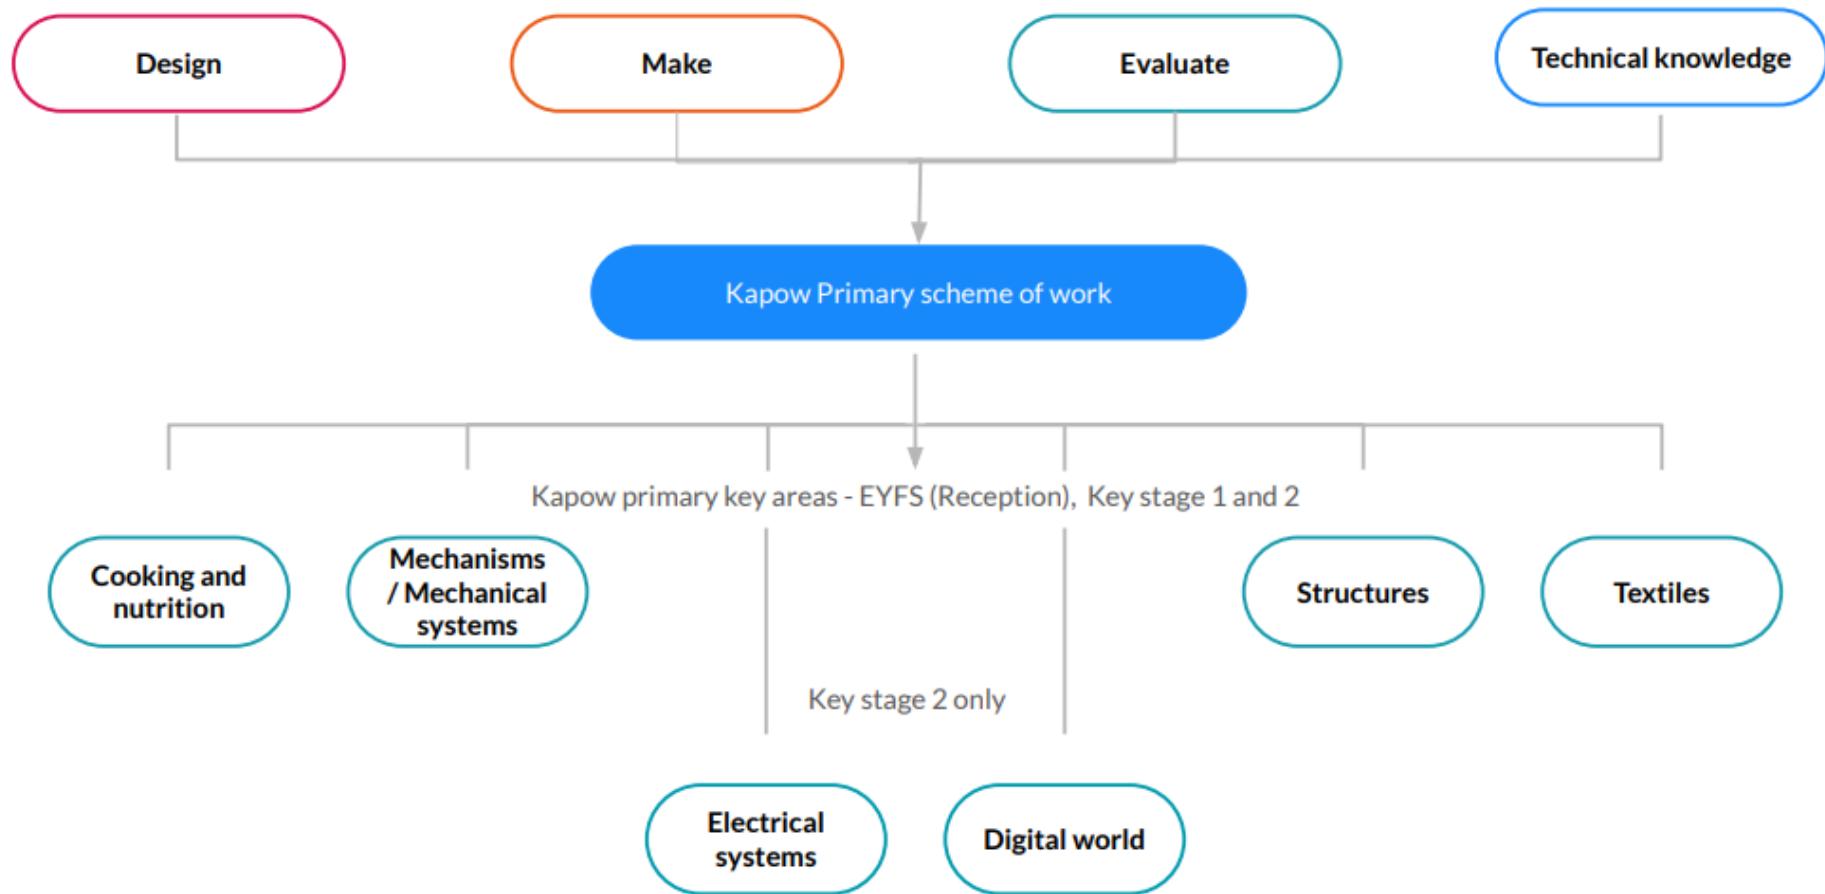 Design
Make
Evaluate
Technical knowledge
Kapow Primary scheme of work
Kapow primary key areas - EYFS (Reception), Key stage 1 and 2
Cooking and
nutrition
Mechanisms
/ Mechanical
systems
Structures
Textiles
Key stage 2 only
Electrical
systems
Digital world